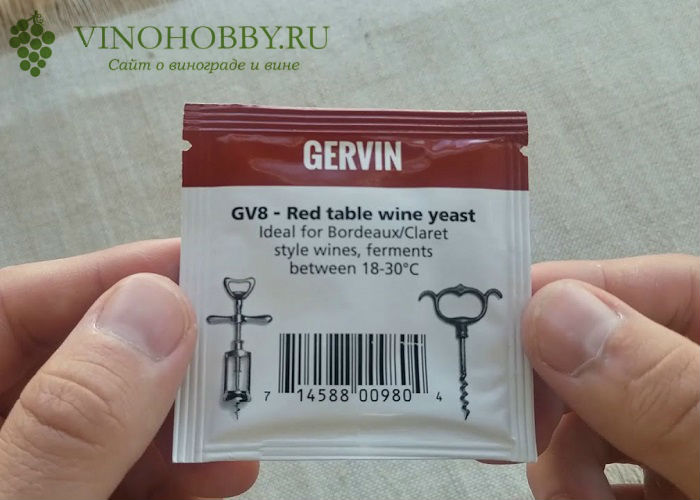 VINOHOBBY.RU
Сайт о винограде и вине
GERVIN
GV8 - Red table wine yeast
Ideal for Bordeaux/Claret
style wines, ferments
between 18-30°C
7 14588 00980 4